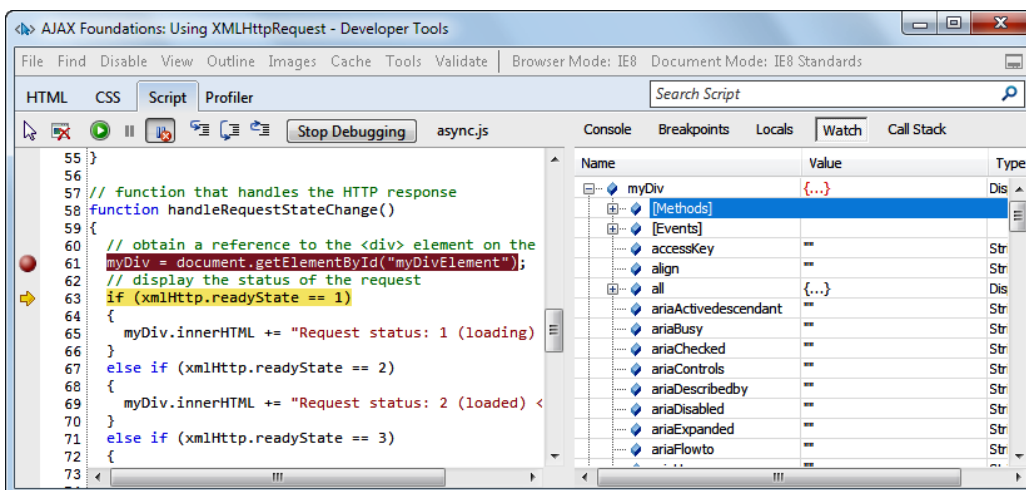 AJAX Foundations: Using XMLHttpRequest - Developer Tools
File Find Disable View Outline Images Cache Tools Validate Browser Mode: IE8 Document Mode: IE8 Standards
HTML CSS Script Profiler Search Script
Stop Debugging async.js Console Breakpoints Locals Watch Call Stack
55 }
56
57 // function that handles the HTTP response
58 function handleRequestStateChange()
59 {
60 // obtain a reference to the <div> element on the
61 myDiv = document.getElementById("myDivElement");
62 // display the status of the request
63 if (xmlHttp.readyState == 1)
64 {
65 myDiv.innerHTML += "Request status: 1 (loading)
66 }
67 else if (xmlHttp.readyState == 2)
68 {
69 myDiv.innerHTML += "Request status: 2 (loaded) <
70 }
71 else if (xmlHttp.readyState == 3)
72 {
73
Name Value Type
myDiv {...} Dis
[Methods]
[Events]
accessKey "" Str
align "" Str
all {...} Dis
ariaActivedescendant "" Str
ariaBusy "" Str
ariaChecked "" Str
ariaControls "" Str
ariaDescribedby "" Str
ariaDisabled "" Str
ariaExpanded "" Str
ariaFlowto "" Str